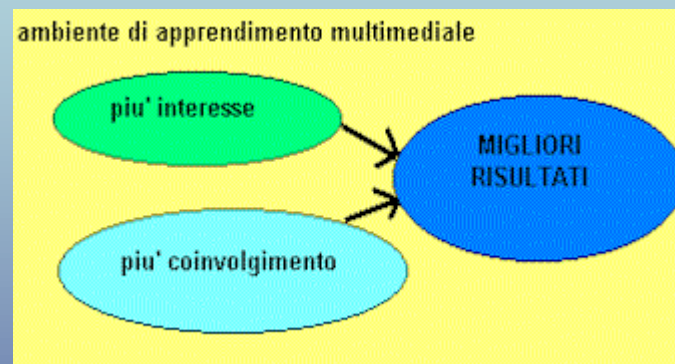 ambiente di apprendimento multimediale
piu' interesse
MIGLIORI
RISULTATI
piu' coinvolgimento